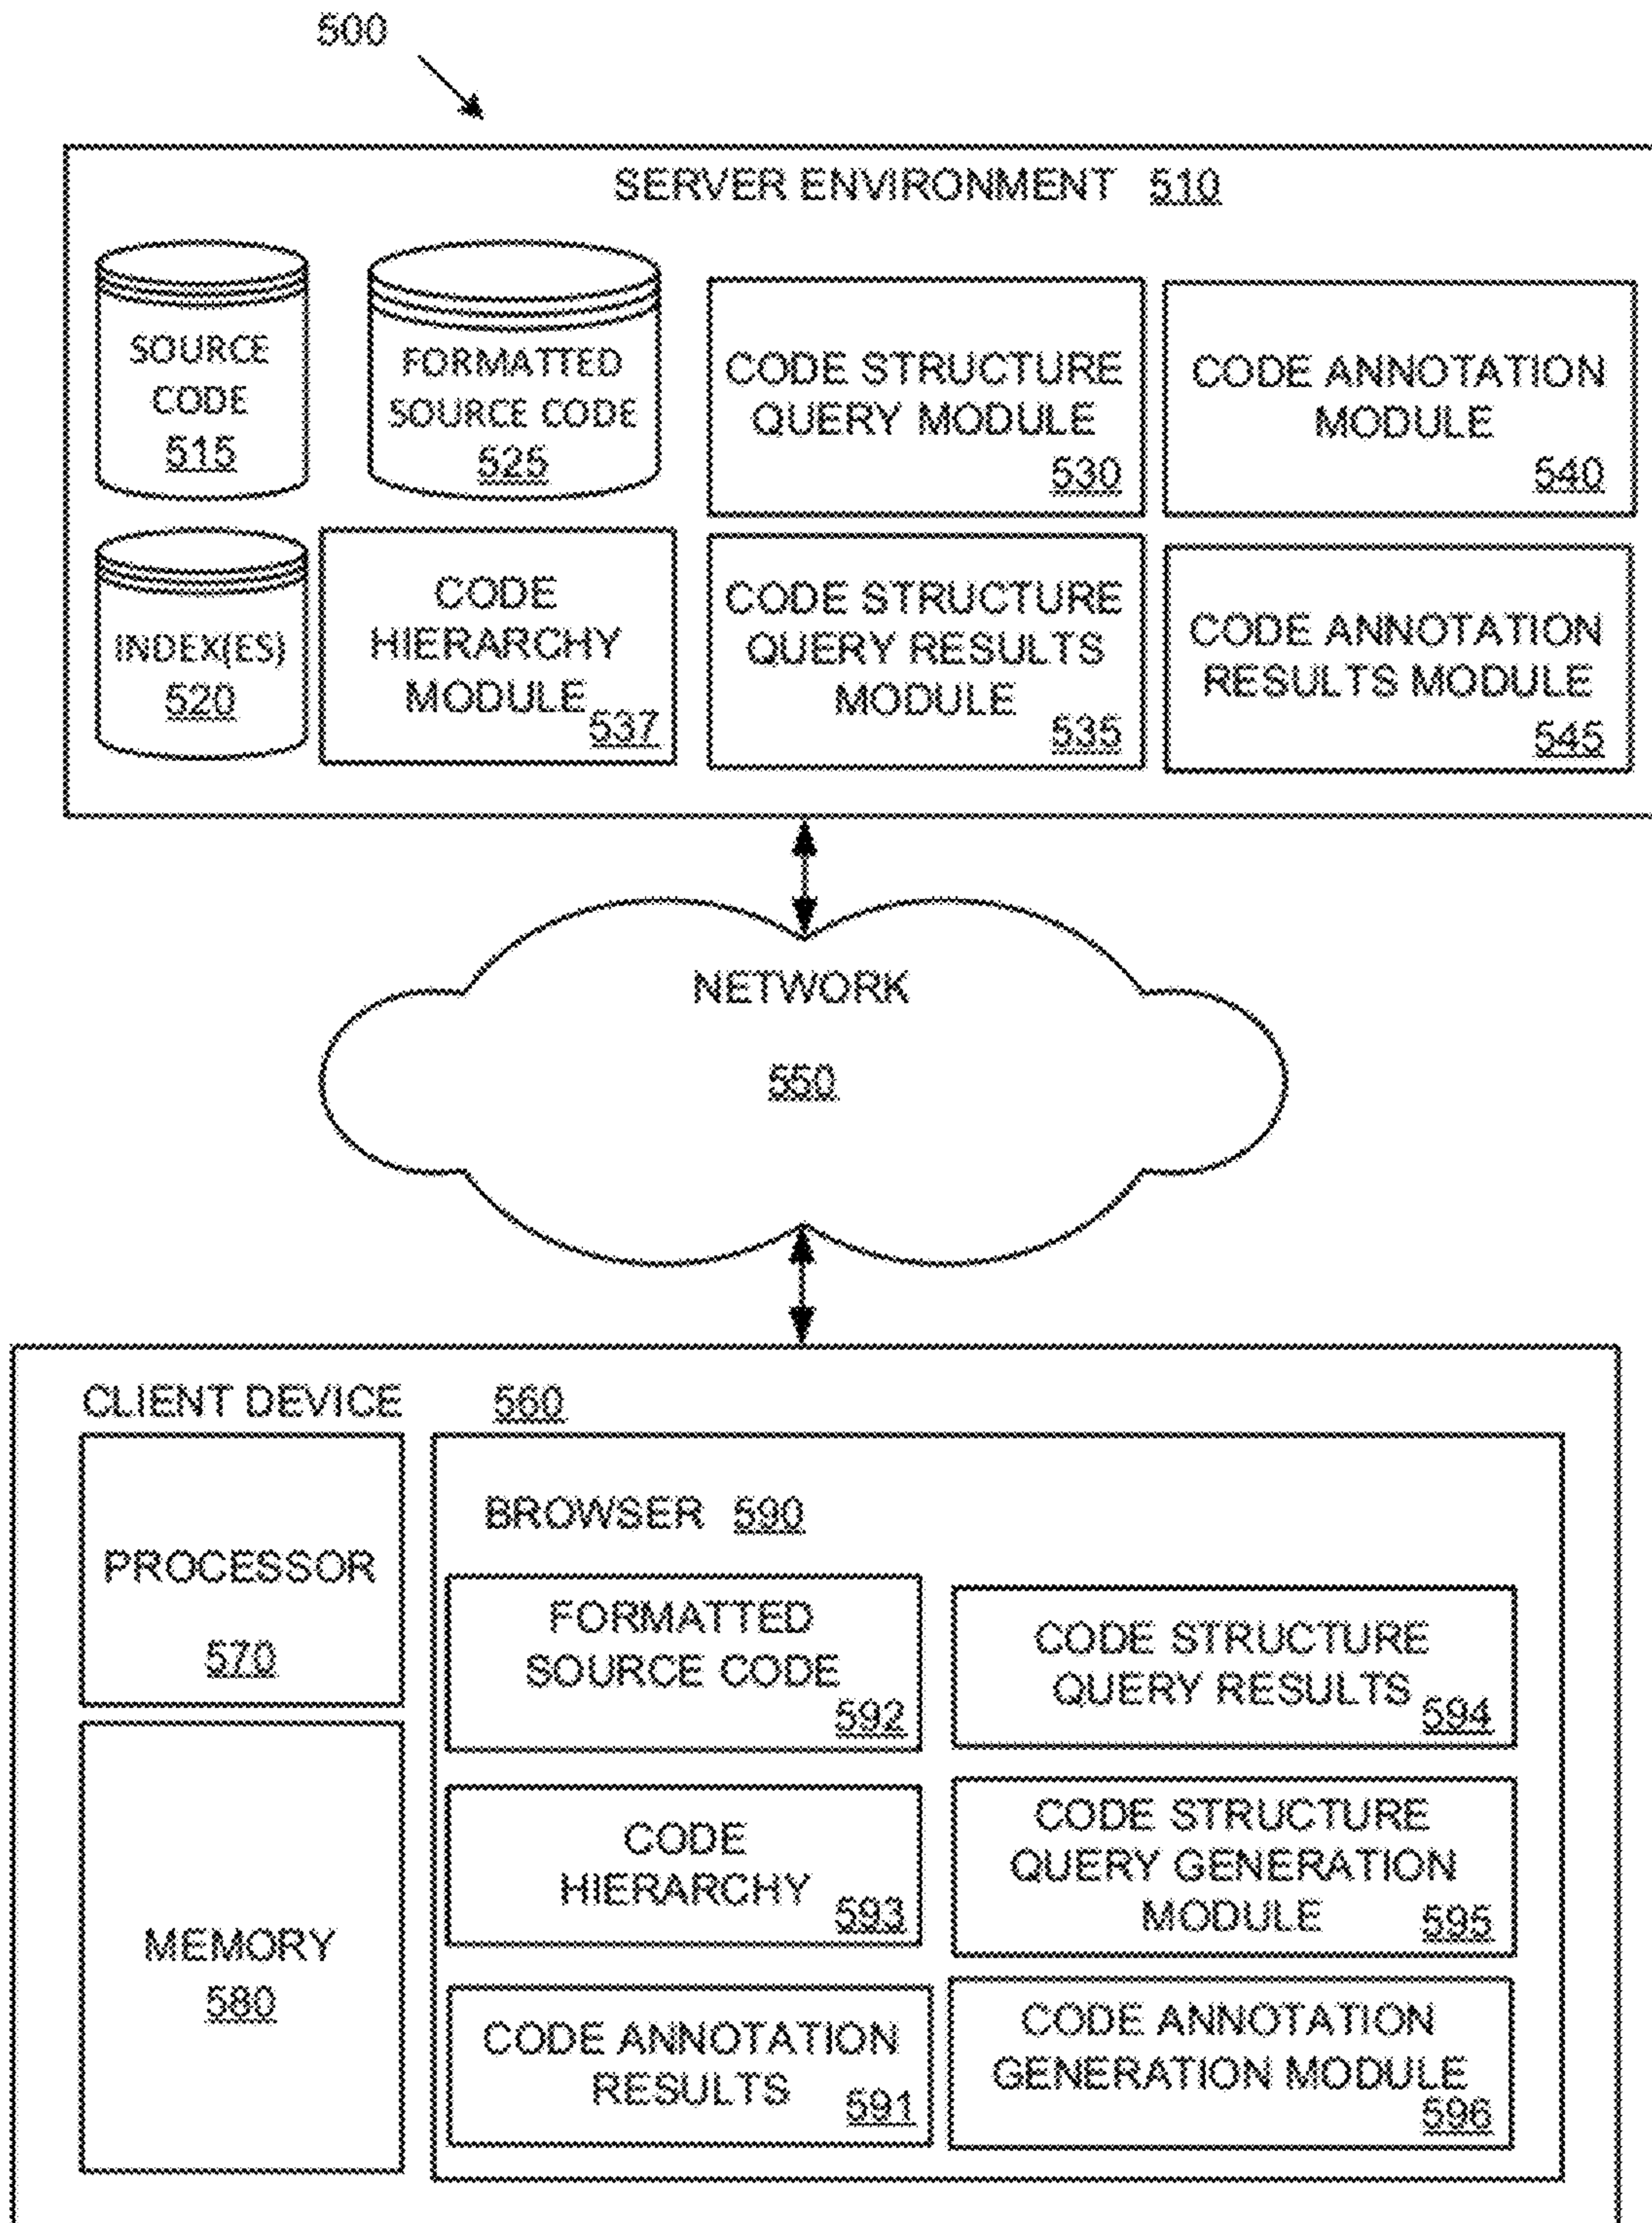 500
SERVER ENVIRONMENT 510
SOURCE
CODE
515
FORMATTED
SOURCE CODE
525
CODE STRUCTURE
QUERY MODULE
530
CODE ANNOTATION
MODULE
540
INDEX(ES)
520
CODE
HIERARCHY
MODULE
537
CODE STRUCTURE
QUERY RESULTS
MODULE
535
CODE ANNOTATION
RESULTS MODULE
545
NETWORK
550
CLIENT DEVICE 560
PROCESSOR
570
MEMORY
580
BROWSER 590
FORMATTED
SOURCE CODE
592
CODE STRUCTURE
QUERY RESULTS
594
CODE
HIERARCHY
593
CODE STRUCTURE
QUERY GENERATION
MODULE
595
CODE ANNOTATION
RESULTS
591
CODE ANNOTATION
GENERATION MODULE
596